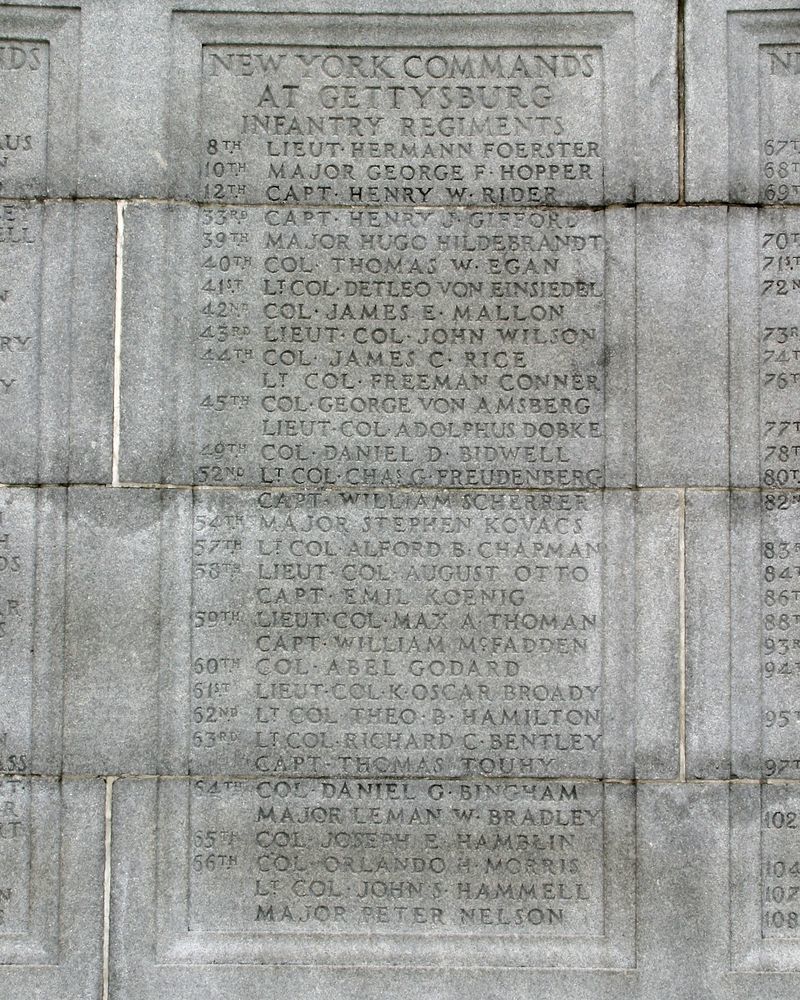 NEW YORK COMMANDS
AT GETTYSBURG
INFANTRY REGIMENTS
8TH LIEUT· HERMANN FOERSTER
10TH MAJOR GEORGE F· HOPPER
12TH CAPT· HENRY W· RIDER
33RD CAPT· HENRY J· GIFFORD
39TH MAJOR HUGO HILDEBRANDT
40TH COL· THOMAS W· EGAN
41ST LT COL·DETLEO VON EINSIEDEL
42ND COL· JAMES E· MALLON
43RD LIEUT· COL· JOHN WILSON
44TH COL· JAMES C· RICE
LT COL· FREEMAN CONNER
45TH COL·GEORGE VON AMSBERG
LIEUT·COL·ADOLPHUS DOBKE
49TH COL· DANIEL D· BIDWELL
52ND LT COL·CHAS·G·FREUDENBERG
CAPT· WILLIAM SCHERRER
54TH MAJOR STEPHEN KOVACS
57TH LT COL ALFORD B· CHAPMAN
58TH LIEUT· COL· AUGUST OTTO
CAPT· EMIL KOENIG
59TH LIEUT·COL·MAX A·THOMAN
CAPT·WILLIAM MCFADDEN
60TH COL· ABEL GODARD
61ST LIEUT·COL·K·OSCAR BROADY
62ND LT COL· THEO· B· HAMILTON
63RD LT COL·RICHARD C·BENTLEY
CAPT· THOMAS TOUHY
64TH COL· DANIEL G· BINGHAM
MAJOR LEMAN W· BRADLEY
65TH COL· JOSEPH E· HAMBLIN
66TH COL· ORLANDO H· MORRIS
LT COL· JOHN S· HAMMELL
MAJOR PETER NELSON